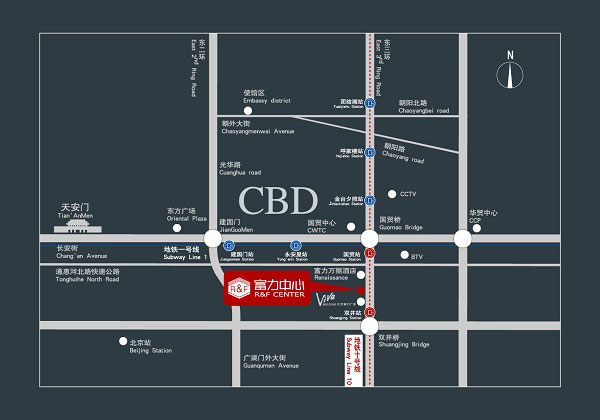 东二环
East 2rd Ring Road
东三环
East 3rd Ring Road
N
使馆区
Embassy district
团结湖站
Tuanjiehu Station
朝阳北路
Chaoyangbei road
朝外大街
Chaoyangmenwai Avenue
呼家楼站
Hujialou Station
朝阳路
Chaoyang road
光华路
Guanghua road
CBD
金台夕照站
Jintaixizhao Station
CCTV
天安门
Tian'AnMen
东方广场
Oriental Plaza
建国门
JianGuoMen
国贸中心
CWTC
国贸桥
Guomao Bridge
华贸中心
CCP
长安街
Chang'an Avenue
地铁一号线
Subway Line 1
建国门站
Jianguomen Station
永安里站
Yong'anli Station
国贸站
Guomao Station
BTV
通惠河北路快速公路
Tonghuihe North Road
富力万丽酒店
Renaissance
R&F
富力中心
R&F CENTER
Viva
双井站
Shuangjing Station
北京站
Beijing Station
双井桥
Shuangjing Bridge
广渠门外大街
Guanqumen Avenue
地铁十号线
Subway Line 10